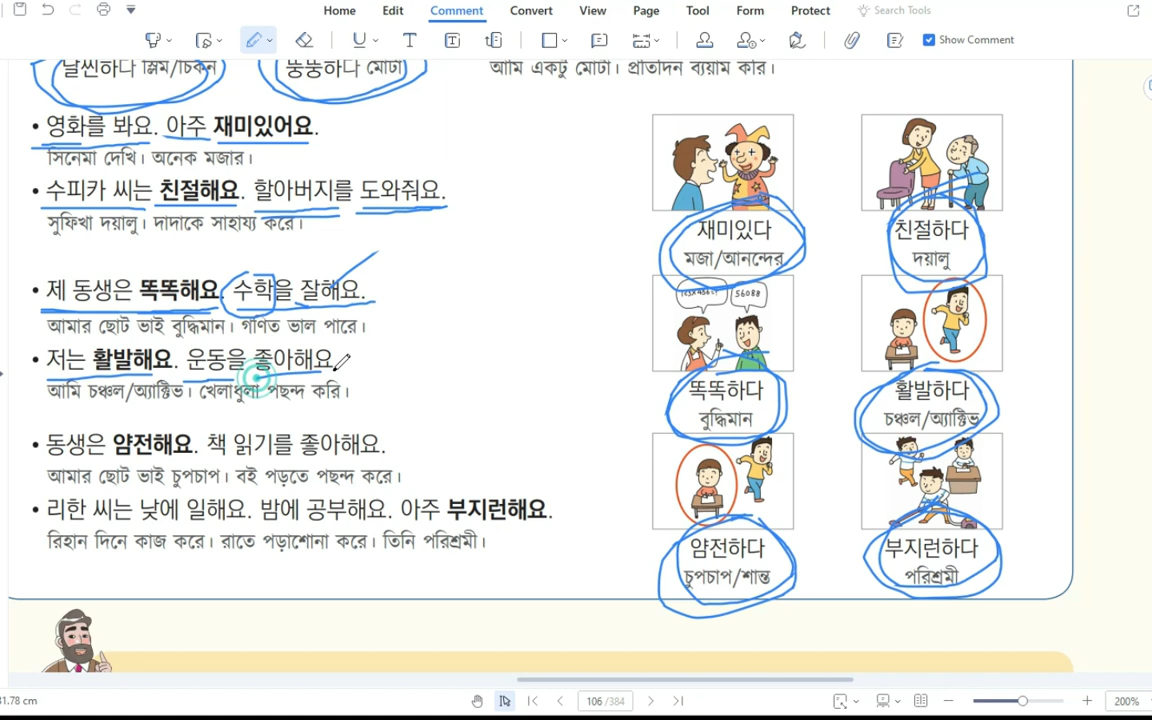 Home Edit Comment Convert View Page Tool Form Protect Search Tools
Show Comment
날씬하다 স্লিম/চিকন 뚱뚱하다 মোটা আমি একটু মোটা। প্রতিদিন ব্যয়াম করি।
• 영화를 봐요. 아주 재미있어요.
সিনেমা দেখি। অনেক মজার।
• 수피카 씨는 친절해요. 할아버지를 도와줘요.
সুফিখা দয়ালু। দাদাকে সাহায্য করে।
재미있다 친절하다
মজা/আনন্দের দয়ালু
• 제 동생은 똑똑해요. 수학을 잘해요.
আমার ছোট ভাই বুদ্ধিমান। গণিত ভাল পারে।
56088
• 저는 활발해요. 운동을 좋아해요.
আমি চঞ্চল/অ্যাক্টিভ। খেলাধুলা পছন্দ করি।
똑똑하다 활발하다
বুদ্ধিমান চঞ্চল/অ্যাক্টিভ
• 동생은 얌전해요. 책 읽기를 좋아해요.
আমার ছোট ভাই চুপচাপ। বই পড়তে পছন্দ করে।
• 리한 씨는 낮에 일해요. 밤에 공부해요. 아주 부지런해요.
রিহান দিনে কাজ করে। রাতে পড়াশোনা করে। তিনি পরিশ্রমী।
얌전하다 부지런하다
চুপচাপ/শান্ত পরিশ্রমী
31.78 cm 106 /384 200%